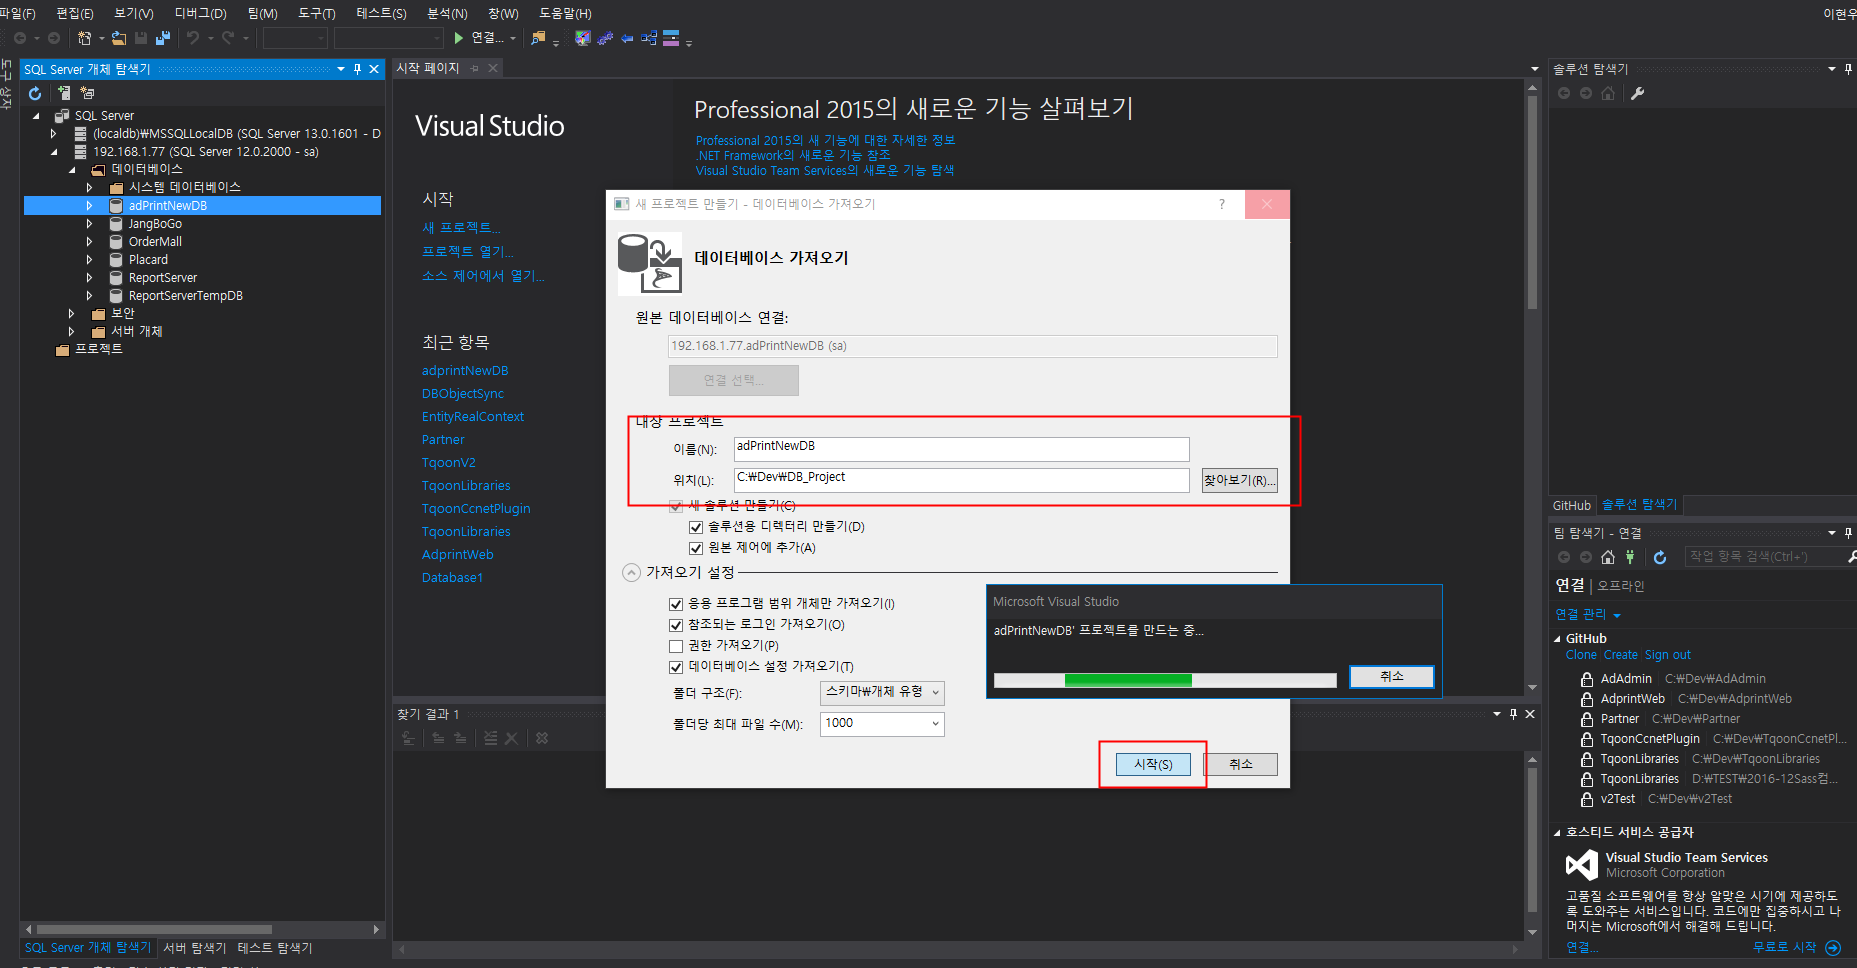 파일(F) 편집(E) 보기(V) 디버그(D) 팀(M) 도구(T) 테스트(S) 분석(N) 창(W) 도움말(H)
이현우
연결...
도구 상자
SQL Server 개체 탐색기
SQL Server
(localdb)₩MSSQLLocalDB (SQL Server 13.0.1601 - D
192.168.1.77 (SQL Server 12.0.2000 - sa)
데이터베이스
시스템 데이터베이스
adPrintNewDB
JangBoGo
OrderMall
Placard
ReportServer
ReportServerTempDB
보안
서버 개체
프로젝트
SQL Server 개체 탐색기 서버 탐색기 테스트 탐색기
시작 페이지
Visual Studio
시작
새 프로젝트...
프로젝트 열기...
소스 제어에서 열기...
최근 항목
adprintNewDB
DBObjectSync
EntityRealContext
Partner
TqoonV2
TqoonLibraries
TqoonCcnetPlugin
TqoonLibraries
AdprintWeb
Database1
Professional 2015의 새로운 기능 살펴보기
Professional 2015의 새 기능에 대한 자세한 정보
.NET Framework의 새로운 기능 참조
Visual Studio Team Services의 새로운 기능 탐색
새 프로젝트 만들기 - 데이터베이스 가져오기
?
데이터베이스 가져오기
원본 데이터베이스 연결:
192.168.1.77.adPrintNewDB (sa)
연결 선택...
대상 프로젝트
이름(N): adPrintNewDB
위치(L): C:₩Dev₩DB_Project 찾아보기(R)...
새 솔루션 만들기(C)
솔루션용 디렉터리 만들기(D)
원본 제어에 추가(A)
가져오기 설정
응용 프로그램 범위 개체만 가져오기(I)
참조되는 로그인 가져오기(O)
권한 가져오기(P)
데이터베이스 설정 가져오기(T)
폴더 구조(F): 스키마₩개체 유형
폴더당 최대 파일 수(M): 1000
시작(S) 취소
Microsoft Visual Studio
adPrintNewDB' 프로젝트를 만드는 중...
취소
찾기 결과 1
솔루션 탐색기
GitHub 솔루션 탐색기
팀 탐색기 - 연결
작업 항목 검색(Ctrl+')
연결 | 오프라인
연결 관리
GitHub
Clone Create Sign out
AdAdmin C:₩Dev₩AdAdmin
AdprintWeb C:₩Dev₩AdprintWeb
Partner C:₩Dev₩Partner
TqoonCcnetPlugin C:₩Dev₩TqoonCcnetPl...
TqoonLibraries C:₩Dev₩TqoonLibraries
TqoonLibraries D:₩TEST₩2016-12Sass컴...
v2Test C:₩Dev₩v2Test
호스티드 서비스 공급자
Visual Studio Team Services
Microsoft Corporation
고품질 소프트웨어를 항상 알맞은 시기에 제공하도
록 도와주는 서비스입니다. 코드에만 집중하시고 나
머지는 Microsoft에서 해결해 드립니다.
연결... 무료로 시작